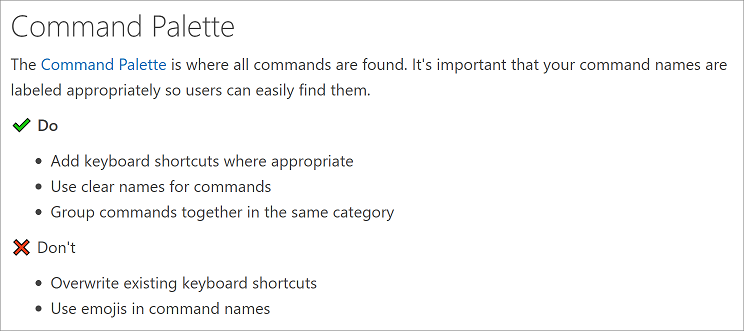 Command Palette
The Command Palette is where all commands are found. It's important that your command names are
labeled appropriately so users can easily find them.
Do
Add keyboard shortcuts where appropriate
Use clear names for commands
Group commands together in the same category
Don't
Overwrite existing keyboard shortcuts
Use emojis in command names